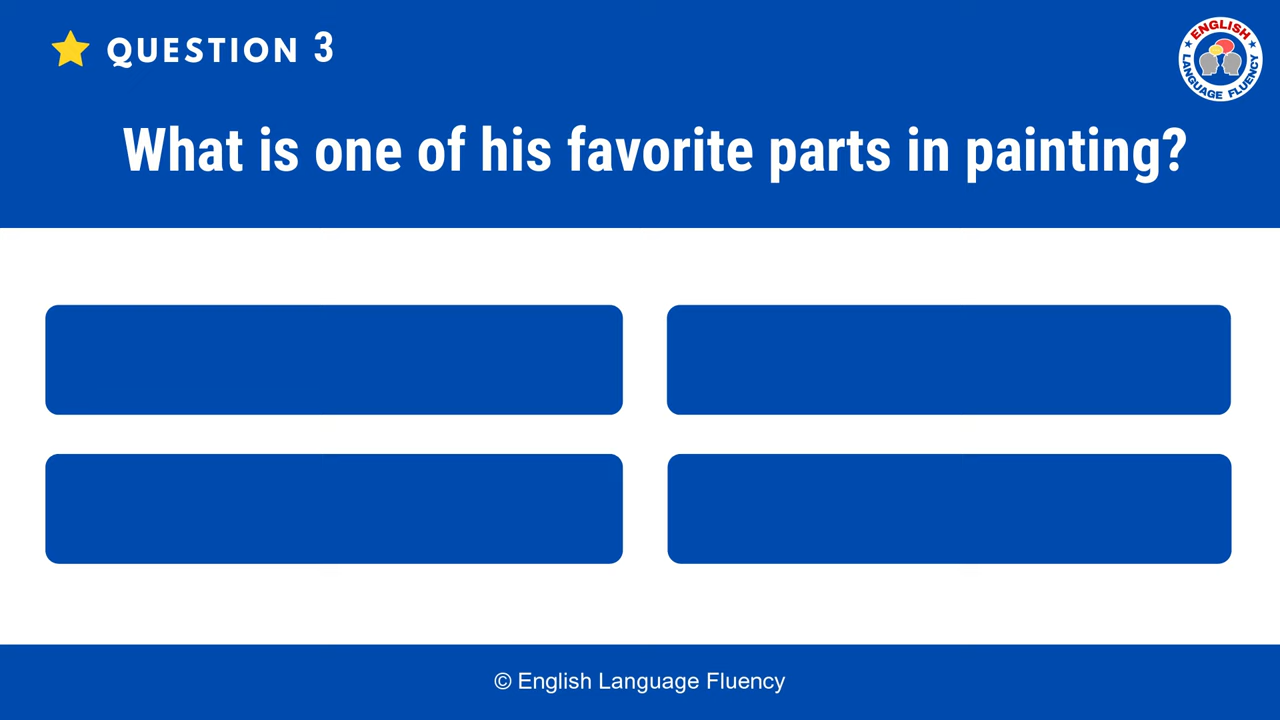 QUESTION 3
ENGLISH
LANGUAGE FLUENCY
What is one of his favorite parts in painting?
© English Language Fluency